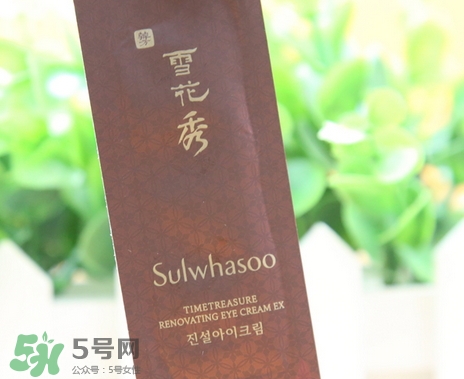 雪花秀
Sulwhasoo
TIMETREASURE
RENOVATING EYE CREAM EX
진설아이크림
5号网
公众号：5号女性